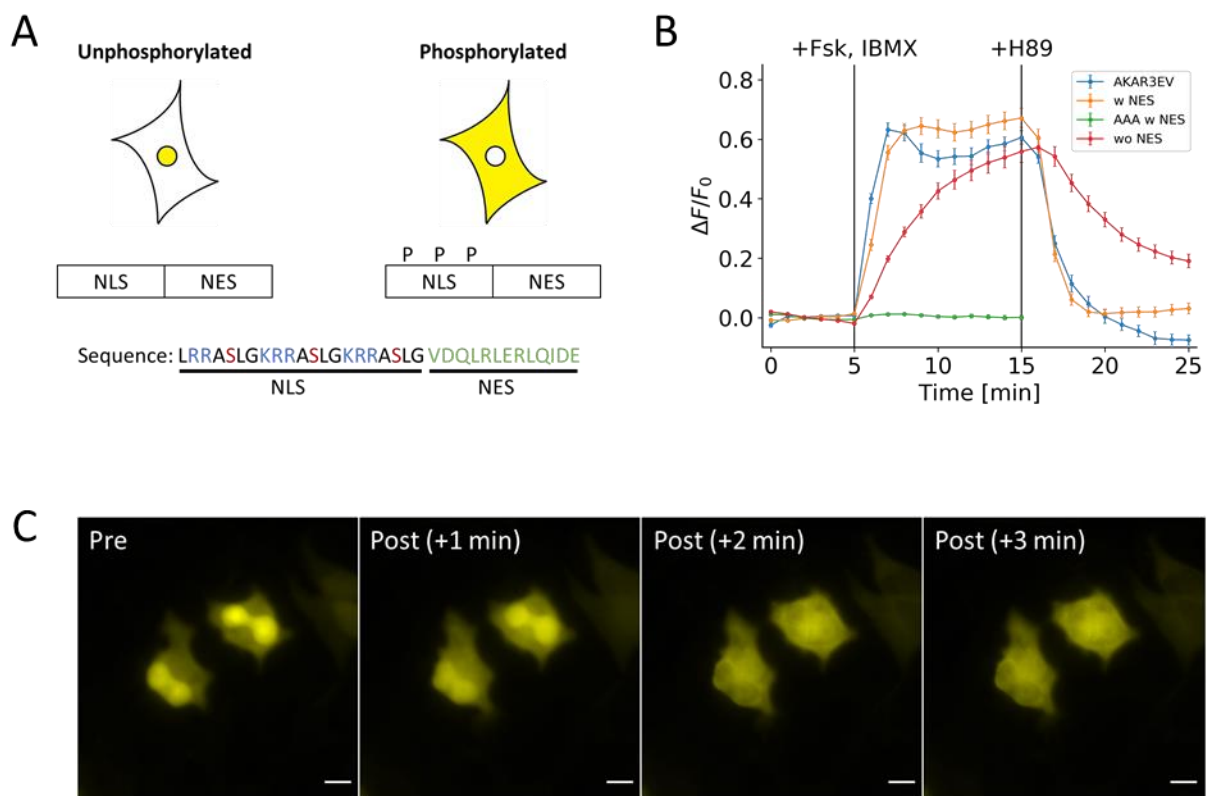 A
Unphosphorylated
Phosphorylated
NLS NES
P P P
NLS NES
Sequence: LRRASLGKRRASLGKRRASLG VDQLRLERLQIDE
NLS NES
B
+Fsk, IBMX +H89
0.8
0.6
0.4
0.2
0.0
ΔF/F0
0 5 10 15 20 25
Time [min]
AKAR3EV
w NES
AAA w NES
wo NES
C
Pre
Post (+1 min)
Post (+2 min)
Post (+3 min)